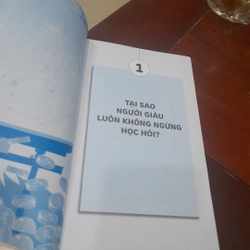 1
TẠI SAO
NGƯỜI GIÀU
LUÔN KHÔNG NGỪNG
HỌC HỎI?